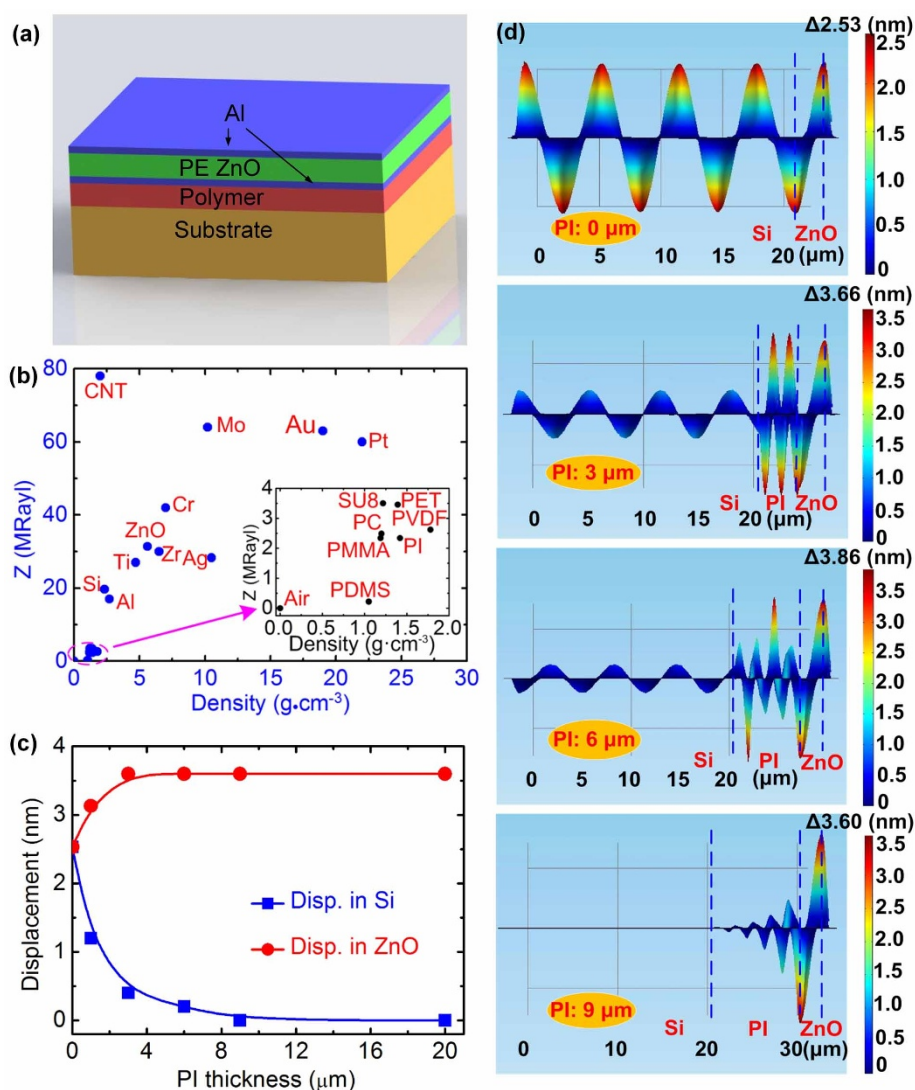 (a)
Al
PE ZnO
Polymer
Substrate
(b)
80
60
40
20
0
Z (MRayl)
CNT
Mo
Au
Pt
Cr
ZnO
Zr
Ag
Ti
Si
Al
0 5 10 15 20 25 30
Density (g•cm⁻³)
4
3
2
1
0
Z (MRayl)
SU8
PET
PC
PVDF
PMMA
PI
PDMS
Air
0.0 0.5 1.0 1.5 2.0
Density (g·cm⁻³)
(c)
4
3
2
1
0
Displacement (nm)
Disp. in Si
Disp. in ZnO
0 4 8 12 16 20
PI thickness (μm)
(d)
Δ2.53 (nm)
2.5
2.0
1.5
1.0
0.5
0
PI: 0 μm
Si ZnO
0 5 10 15 20 (μm)
Δ3.66 (nm)
3.5
3.0
2.5
2.0
1.5
1.0
0.5
0
PI: 3 μm
Si PI ZnO
0 10 20 (μm)
Δ3.86 (nm)
3.5
3.0
2.5
2.0
1.5
1.0
0.5
0
PI: 6 μm
Si PI ZnO
0 5 10 15 20 (μm)
Δ3.60 (nm)
3.5
3.0
2.5
2.0
1.5
1.0
0.5
0
PI: 9 μm
Si PI ZnO
0 10 20 30 (μm)